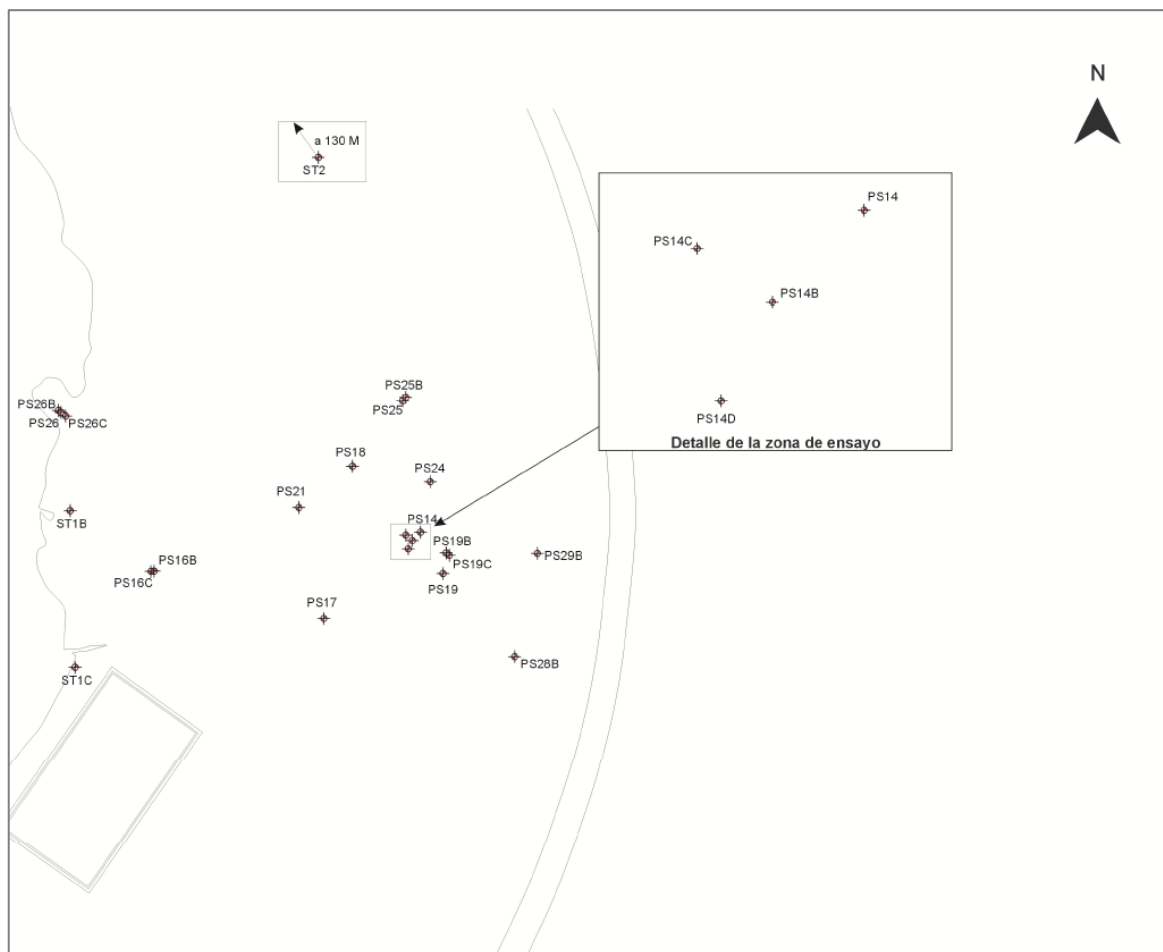 N
a 130 M
ST2
PS14
PS14C
PS14B
PS14D
Detalle de la zona de ensayo
PS25B
PS25
PS26B
PS26
PS26C
PS18
PS24
PS21
PS14
ST1B
PS19B
PS29B
PS19C
PS16B
PS16C
PS19
PS17
PS28B
ST1C